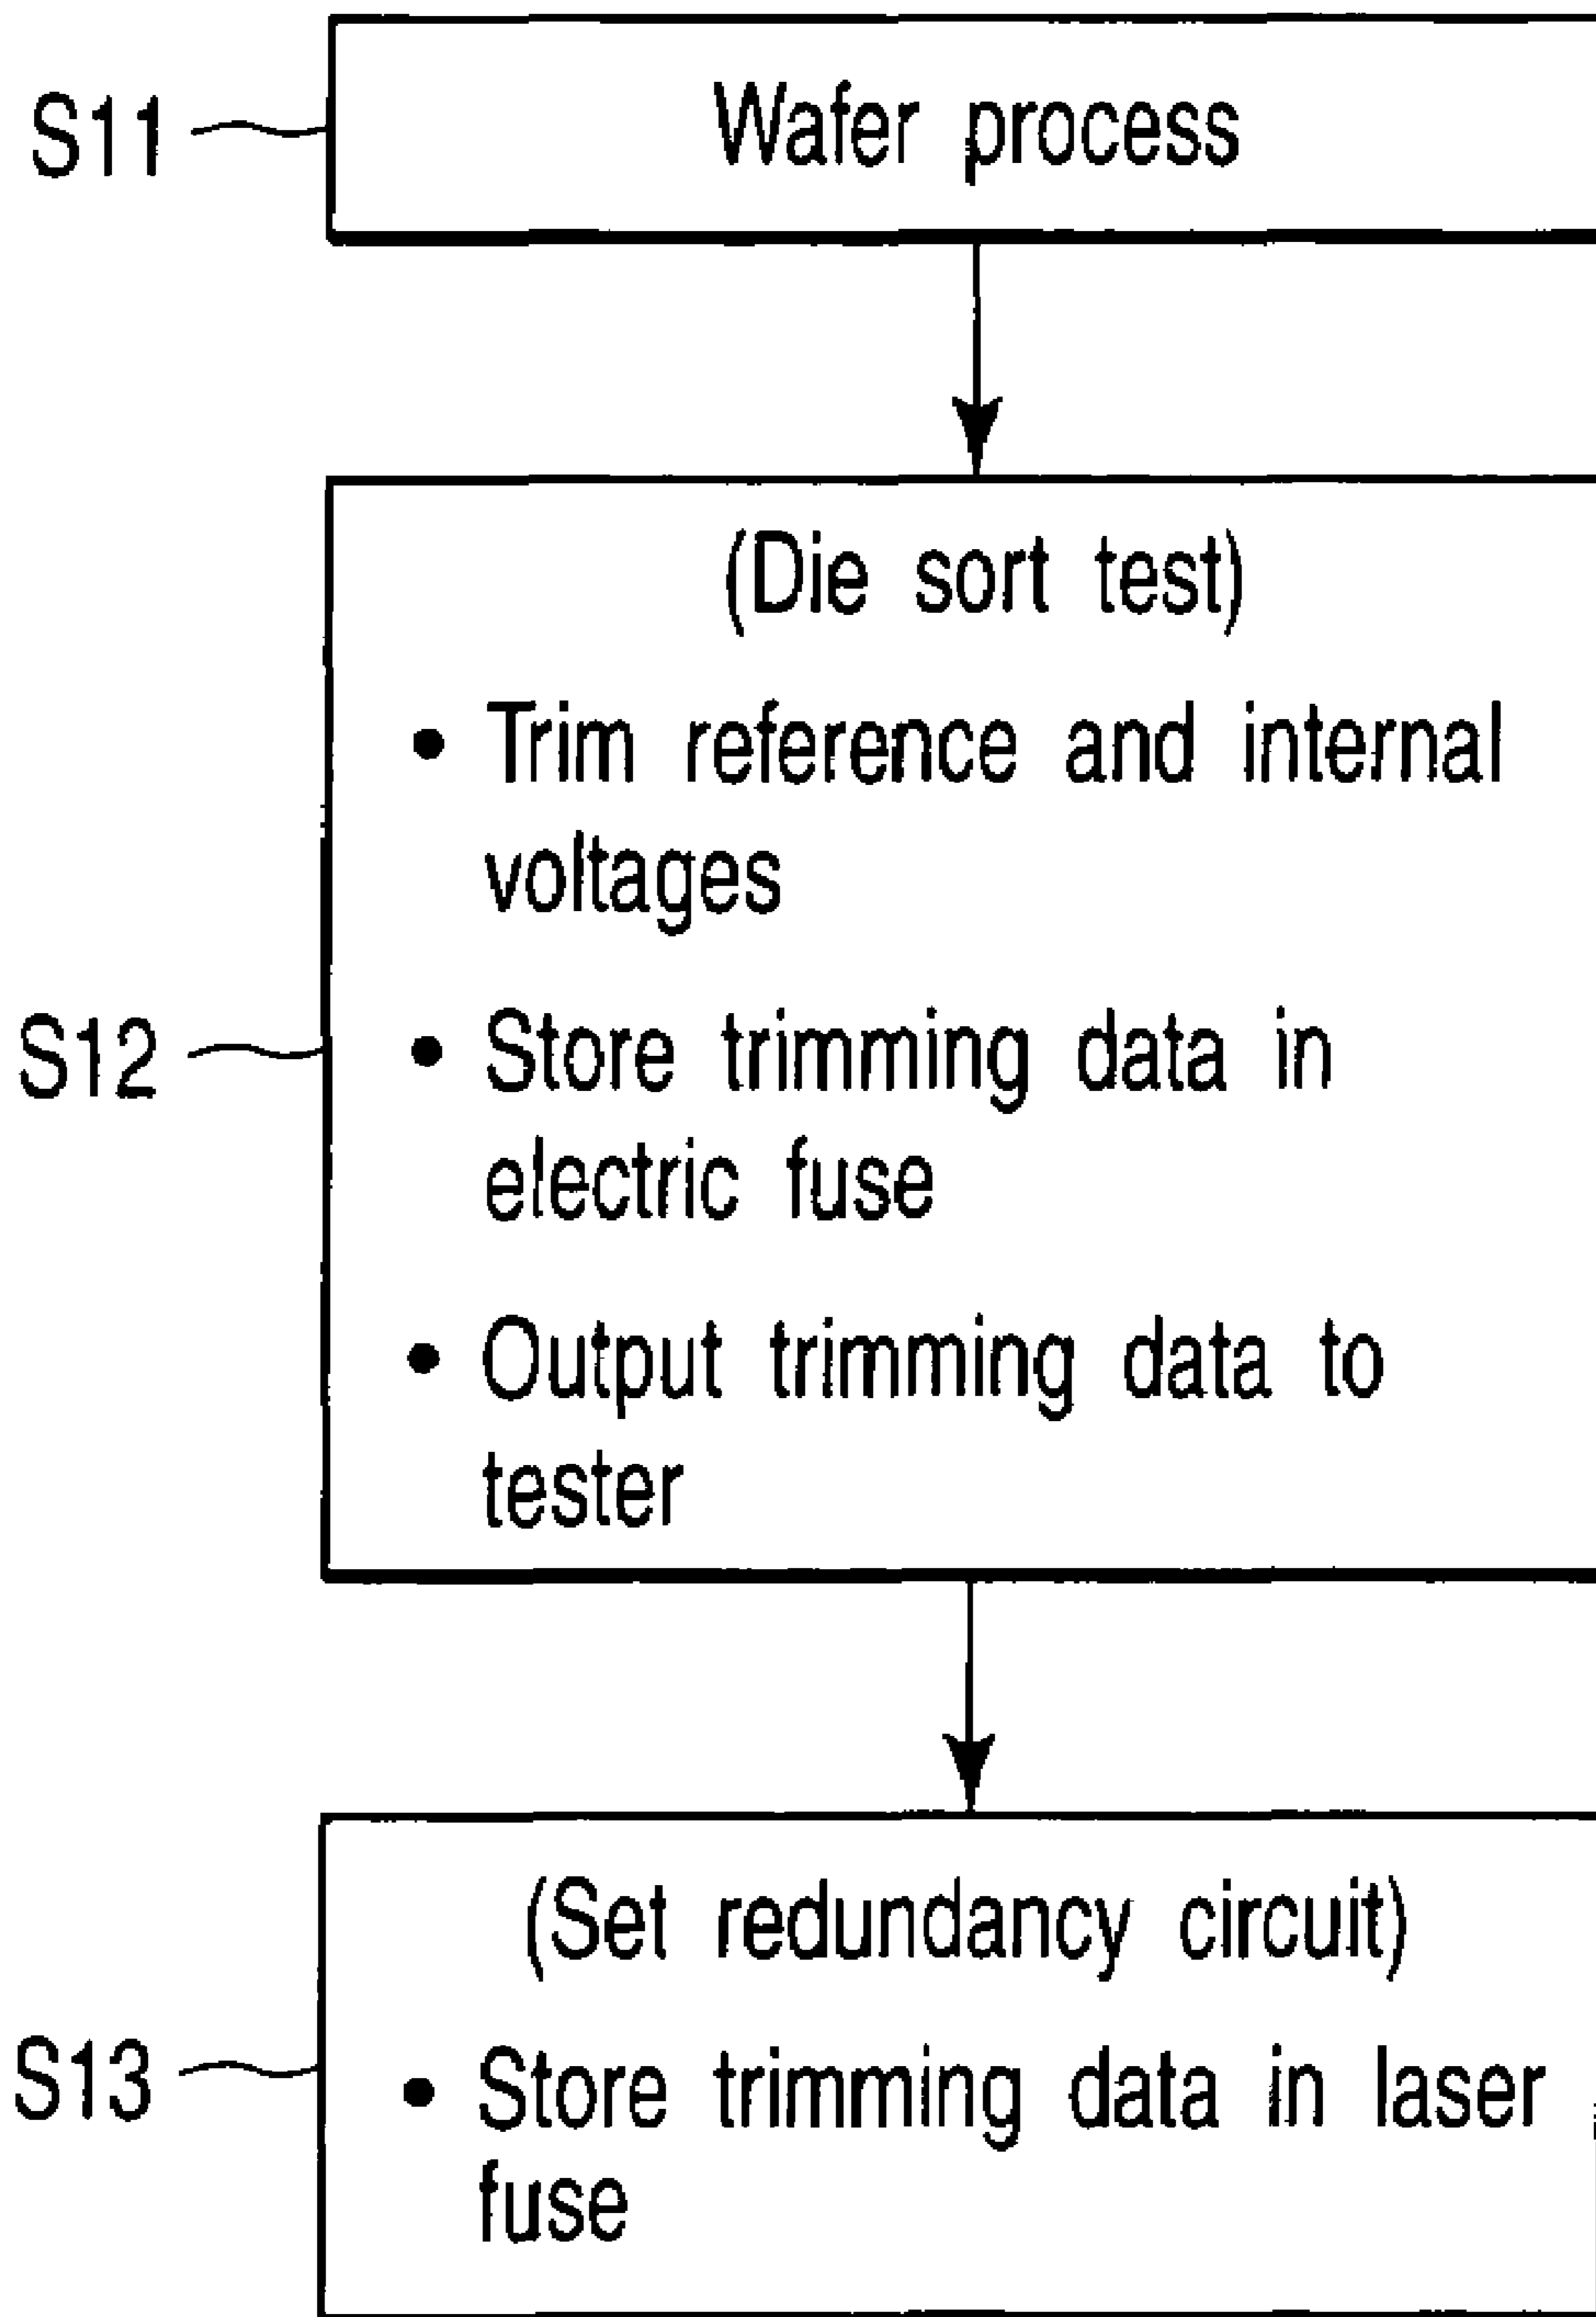 S11
Wafer process
(Die sort test)
• Trim reference and internal
voltages
S12
• Store trimming data in
electric fuse
• Output trimming data to
tester
(Set redundancy circuit)
S13
• Store trimming data in laser
fuse